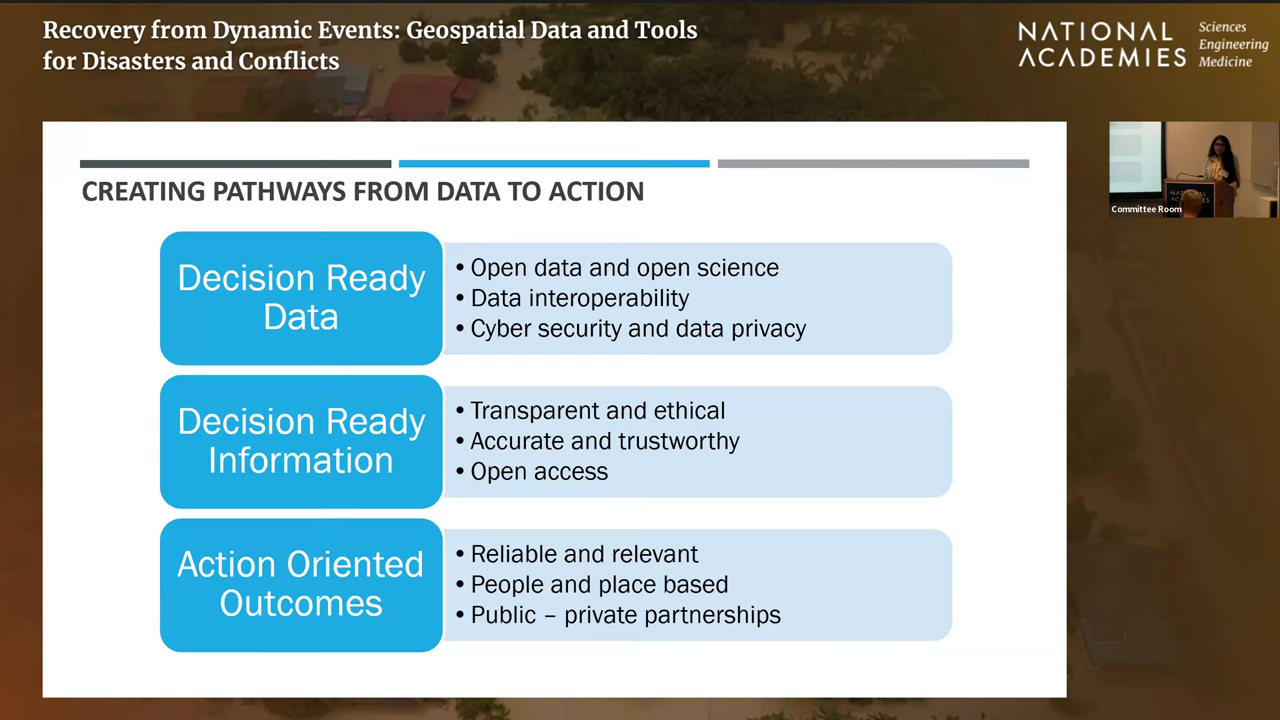 Recovery from Dynamic Events: Geospatial Data and Tools
for Disasters and Conflicts
NATIONAL
ACADEMIES
Sciences
Engineering
Medicine
CREATING PATHWAYS FROM DATA TO ACTION
Decision Ready
Data
• Open data and open science
• Data interoperability
• Cyber security and data privacy
Decision Ready
Information
• Transparent and ethical
• Accurate and trustworthy
• Open access
Action Oriented
Outcomes
• Reliable and relevant
• People and place based
• Public – private partnerships
NATIONAL
Committee Room